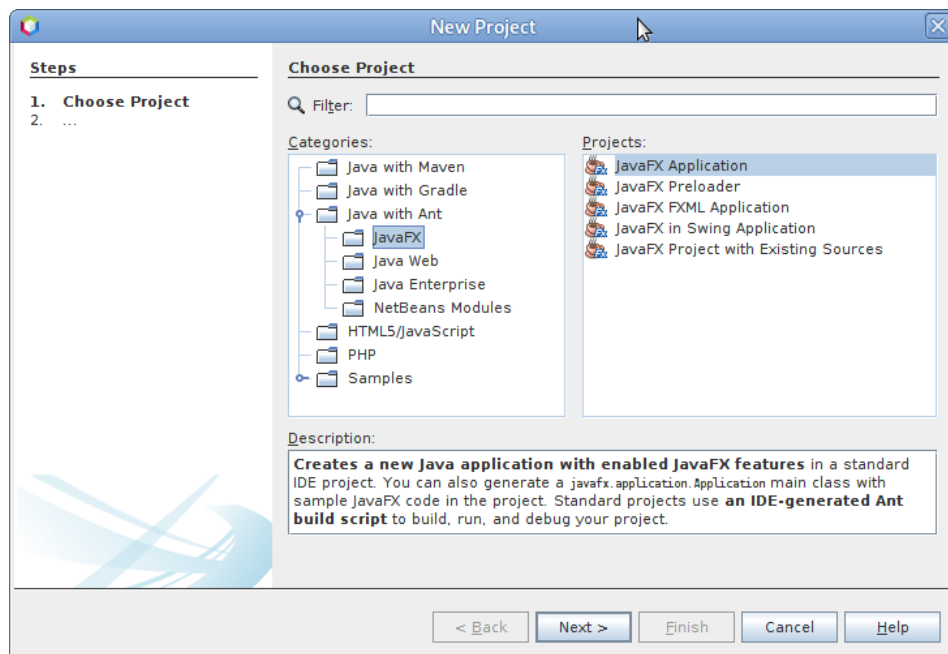 New Project
Steps
1. Choose Project
2. ...
Choose Project
Filter:
Categories:
Java with Maven
Java with Gradle
Java with Ant
JavaFX
Java Web
Java Enterprise
NetBeans Modules
HTML5/JavaScript
PHP
Samples
Projects:
JavaFX Application
JavaFX Preloader
JavaFX FXML Application
JavaFX in Swing Application
JavaFX Project with Existing Sources
Description:
Creates a new Java application with enabled JavaFX features in a standard
IDE project. You can also generate a javafx.application.Application main class with
sample JavaFX code in the project. Standard projects use an IDE-generated Ant
build script to build, run, and debug your project.
< Back
Next >
Finish
Cancel
Help